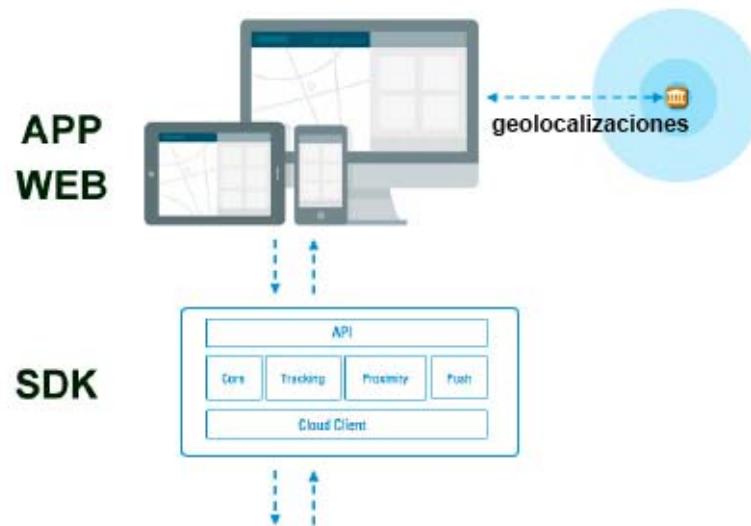 APP
WEB
geolocalizaciones
API
SDK
Core
Tracking
Proximity
Push
Cloud Client